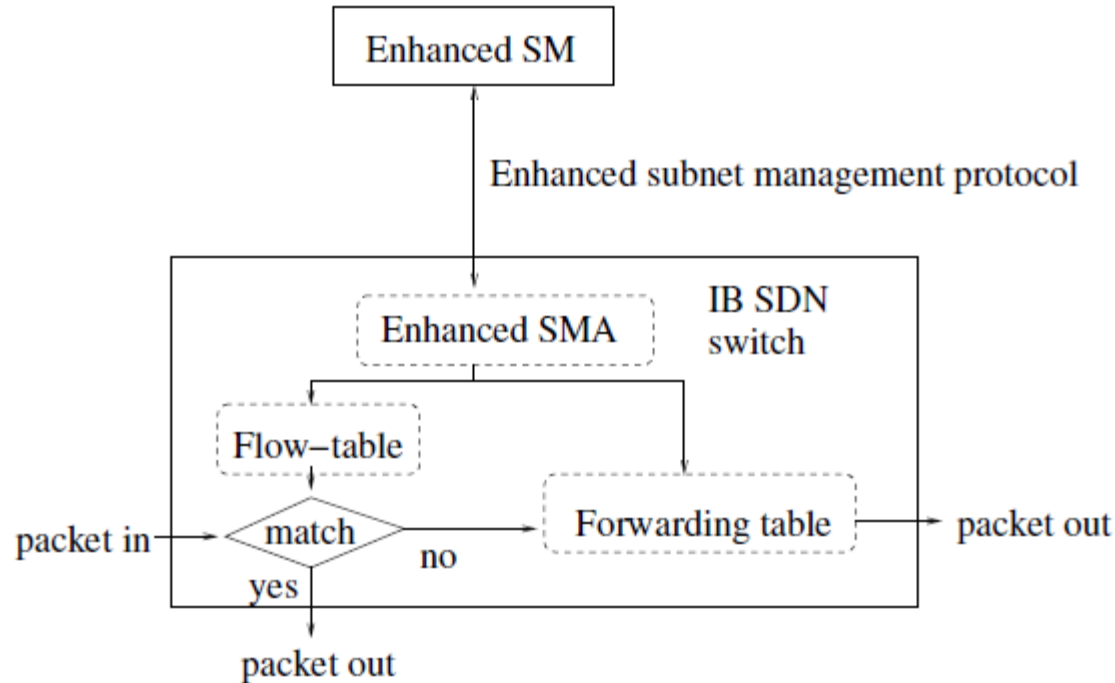 Enhanced SM
Enhanced subnet management protocol
IB SDN
switch
Enhanced SMA
Flow−table
Forwarding table
packet in
match
no
yes
packet out
packet out